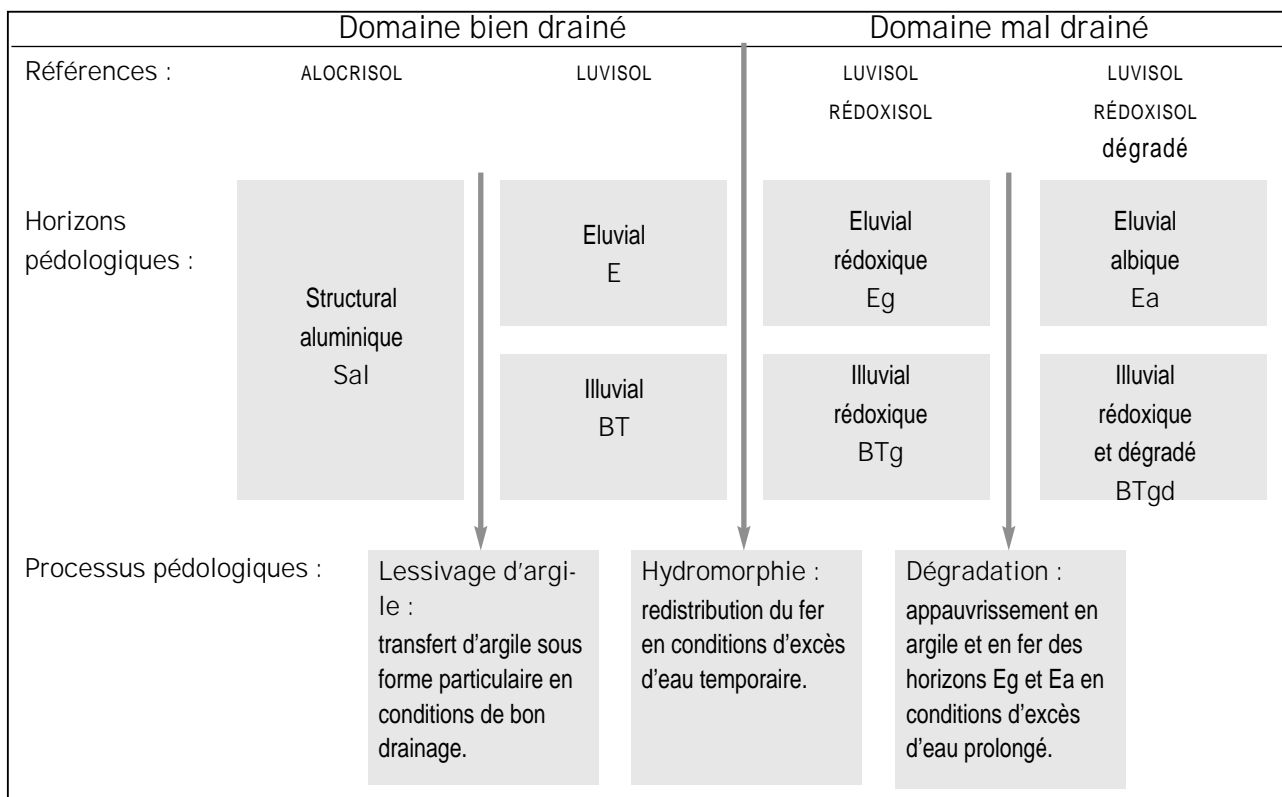 Domaine bien drainé
Domaine mal drainé
Références :
ALOCRISOL
LUVISOL
LUVISOL
RÉDOXISOL
LUVISOL
RÉDOXISOL
dégradé
Horizons
pédologiques :
Structural
aluminique
Sal
Eluvial
E
Illuvial
BT
Eluvial
rédoxique
Eg
Illuvial
rédoxique
BTg
Eluvial
albique
Ea
Illuvial
rédoxique
et dégradé
BTgd
Processus pédologiques :
Lessivage d'argi-
le :
transfert d'argile sous
forme particulaire en
conditions de bon
drainage.
Hydromorphie :
redistribution du fer
en conditions d'excès
d'eau temporaire.
Dégradation :
appauvrissement en
argile et en fer des
horizons Eg et Ea en
conditions d'excès
d'eau prolongé.